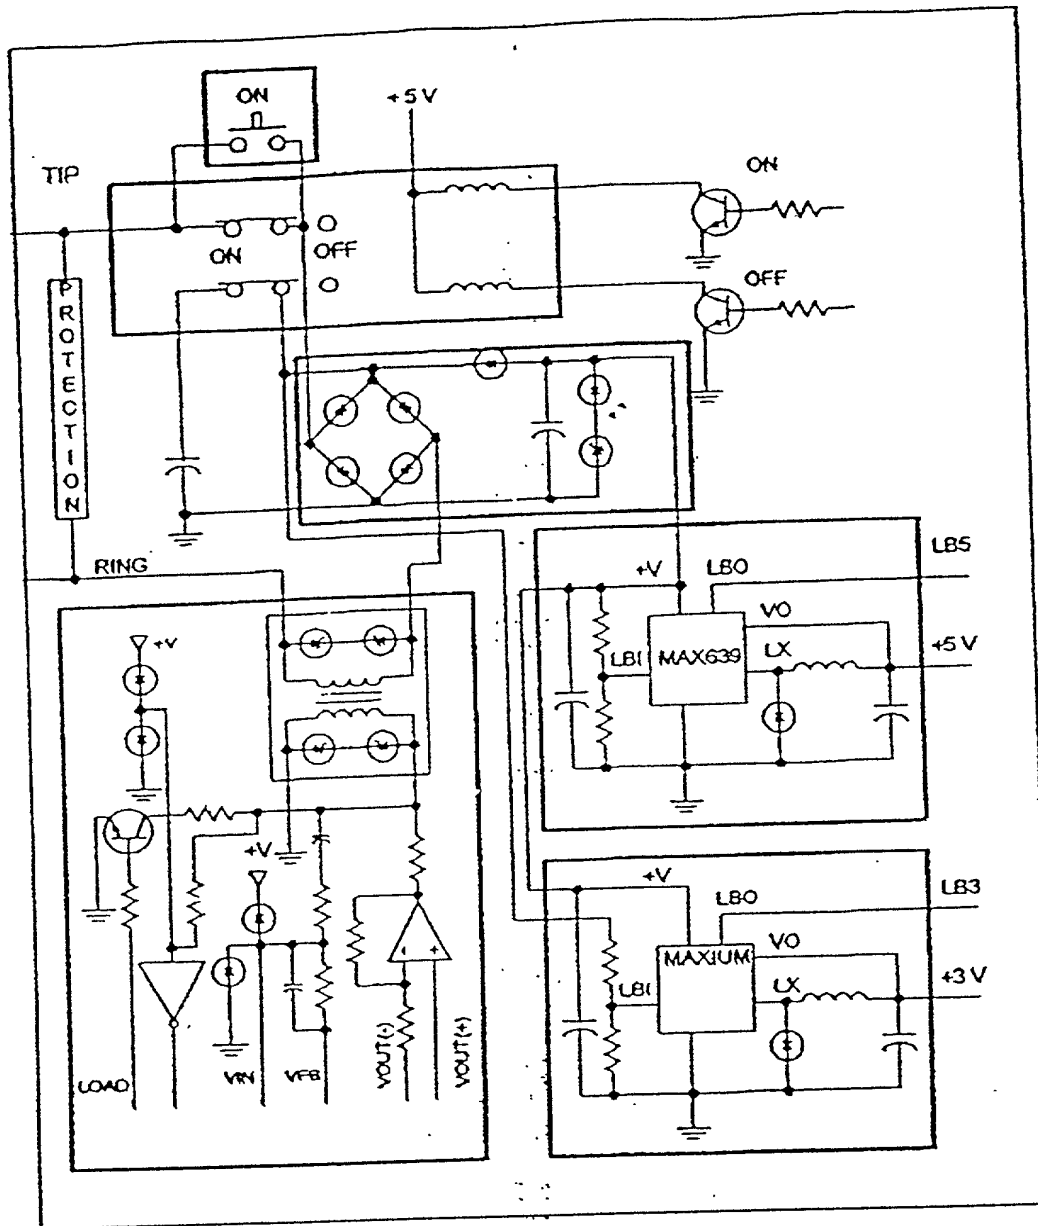 ON
+5 V
TIP
ON
ON
OFF
OFF
PROTECTION
RING
+V
LBO
LB5
VO
LBI
MAX639
LX
+5 V
+V
+V
+V
LBO
LB3
VO
LBI
MAXIUM
LX
+3 V
LOAD
VFB
VOUT(-)
VOUT(+)
-
+